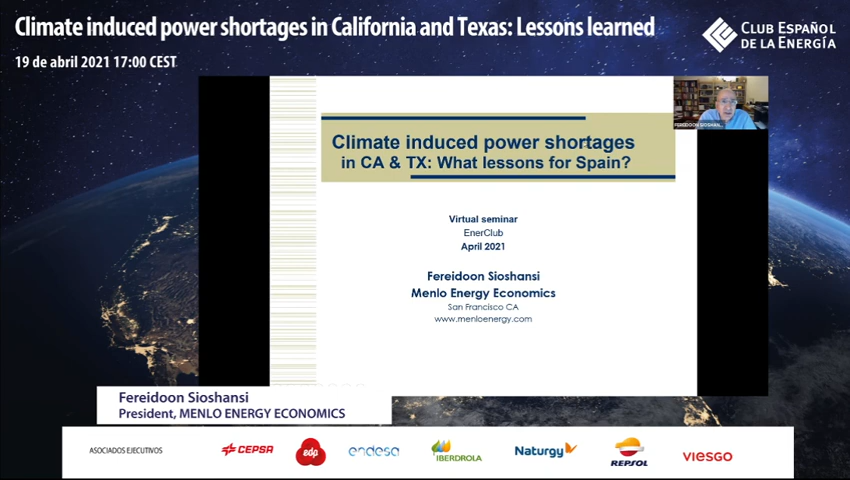 Climate induced power shortages in California and Texas: Lessons learned
19 de abril 2021 17:00 CEST
CLUB ESPAÑOL
DE LA ENERGÍA
Climate induced power shortages
in CA & TX: What lessons for Spain?
Virtual seminar
EnerClub
April 2021
Fereidoon Sioshansi
Menlo Energy Economics
San Francisco CA
www.menloenergy.com
Fereidoon Sioshansi
President, MENLO ENERGY ECONOMICS
ASOCIADOS EJECUTIVOS
CEPSA
edp
endesa
IBERDROLA
Naturgy
REPSOL
viesgo